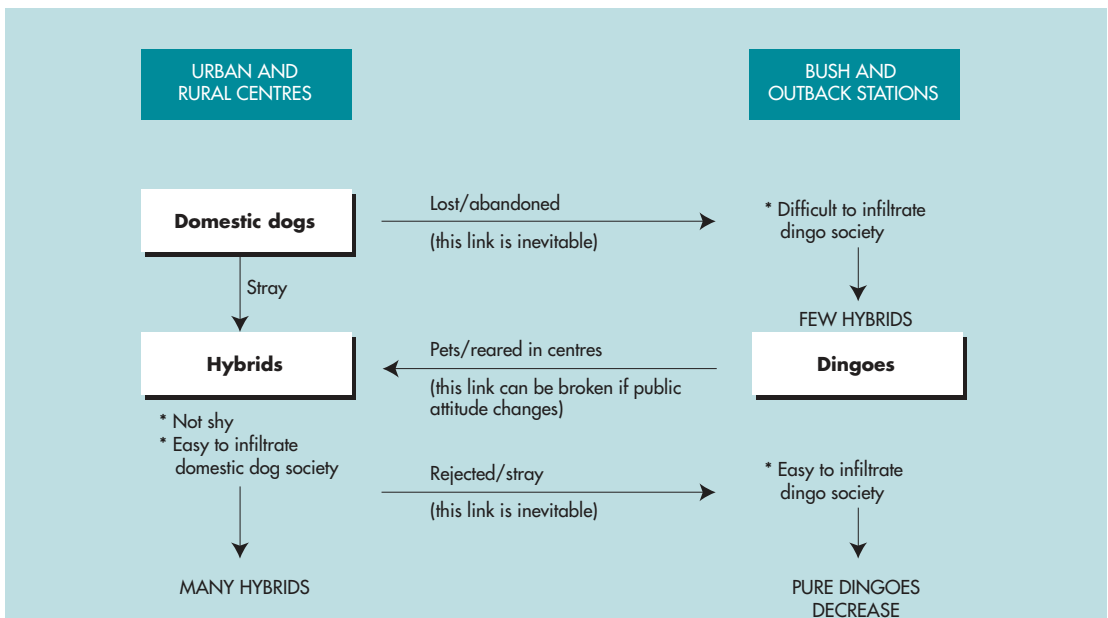 URBAN AND
RURAL CENTRES
BUSH AND
OUTBACK STATIONS
Domestic dogs
Lost/abandoned
(this link is inevitable)
* Difficult to infiltrate
dingo society
Stray
FEW HYBRIDS
Hybrids
Pets/reared in centres
(this link can be broken if public
attitude changes)
Dingoes
* Not shy
* Easy to infiltrate
domestic dog society
Rejected/stray
(this link is inevitable)
* Easy to infiltrate
dingo society
MANY HYBRIDS
PURE DINGOES
DECREASE